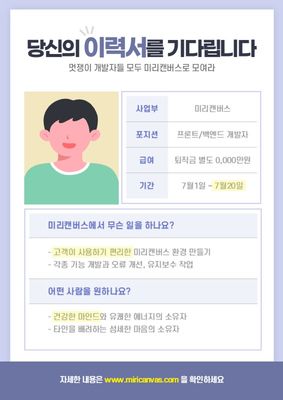 당신의 이력서를 기다립니다
멋쟁이 개발자들 모두 미리캔버스로 모여라
사업부 미리캔버스
포지션 프론트/백엔드 개발자
급여 퇴직금 별도 0,000만원
기간 7월1일 ~ 7월20일
미리캔버스에서 무슨 일을 하나요?
- 고객이 사용하기 편리한 미리캔버스 환경 만들기
- 각종 기능 개발과 오류 개선, 유지보수 작업
어떤 사람을 원하나요?
- 건강한 마인드와 유쾌한 에너지의 소유자
- 타인을 배려하는 섬세한 마음의 소유자
자세한 내용은 www.miricanvas.com 을 확인하세요